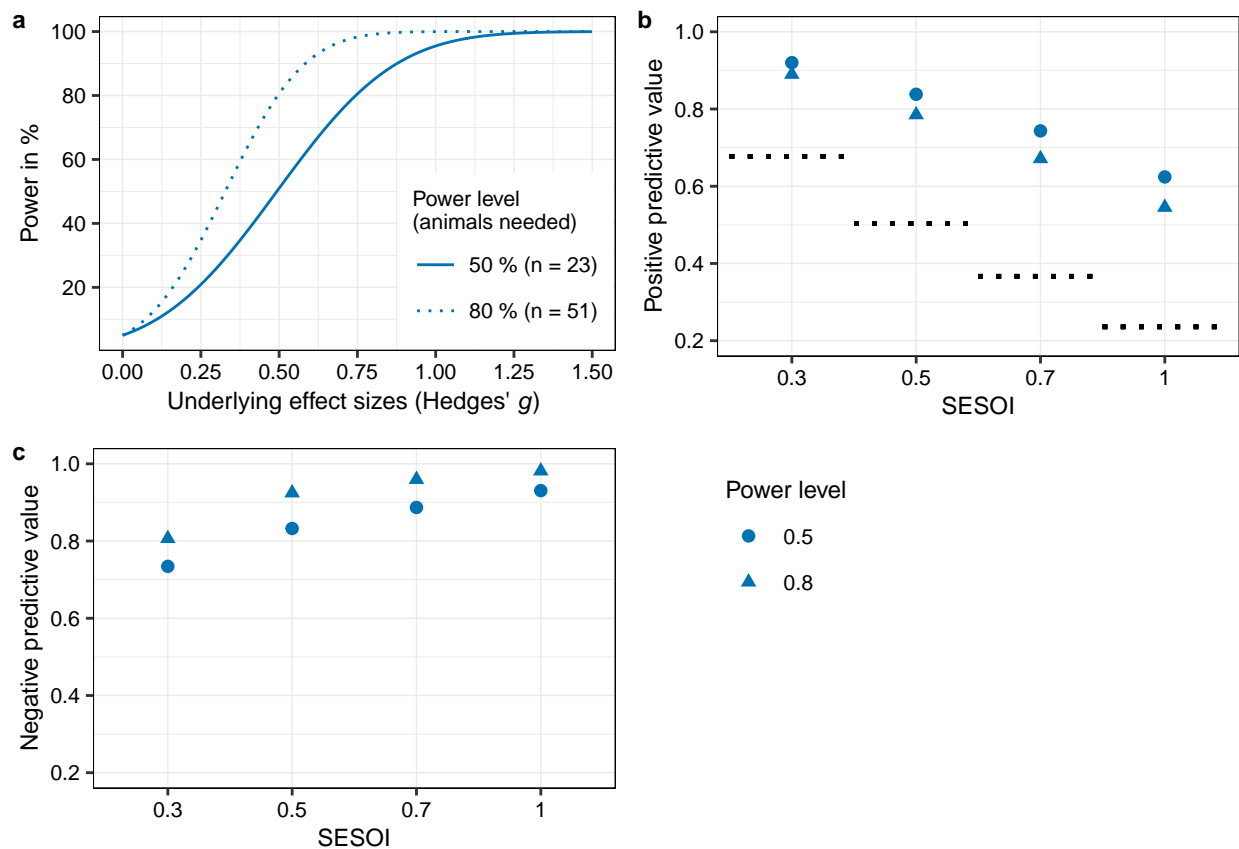 a
Power in %
100
80
60
40
20
0.00 0.25 0.50 0.75 1.00 1.25 1.50
Underlying effect sizes (Hedges' g)
Power level
(animals needed)
50 % (n = 23)
80 % (n = 51)
b
Positive predictive value
1.0
0.8
0.6
0.4
0.2
0.3 0.5 0.7 1
SESOI
c
Negative predictive value
1.0
0.8
0.6
0.4
0.2
0.3 0.5 0.7 1
SESOI
Power level
0.5
0.8